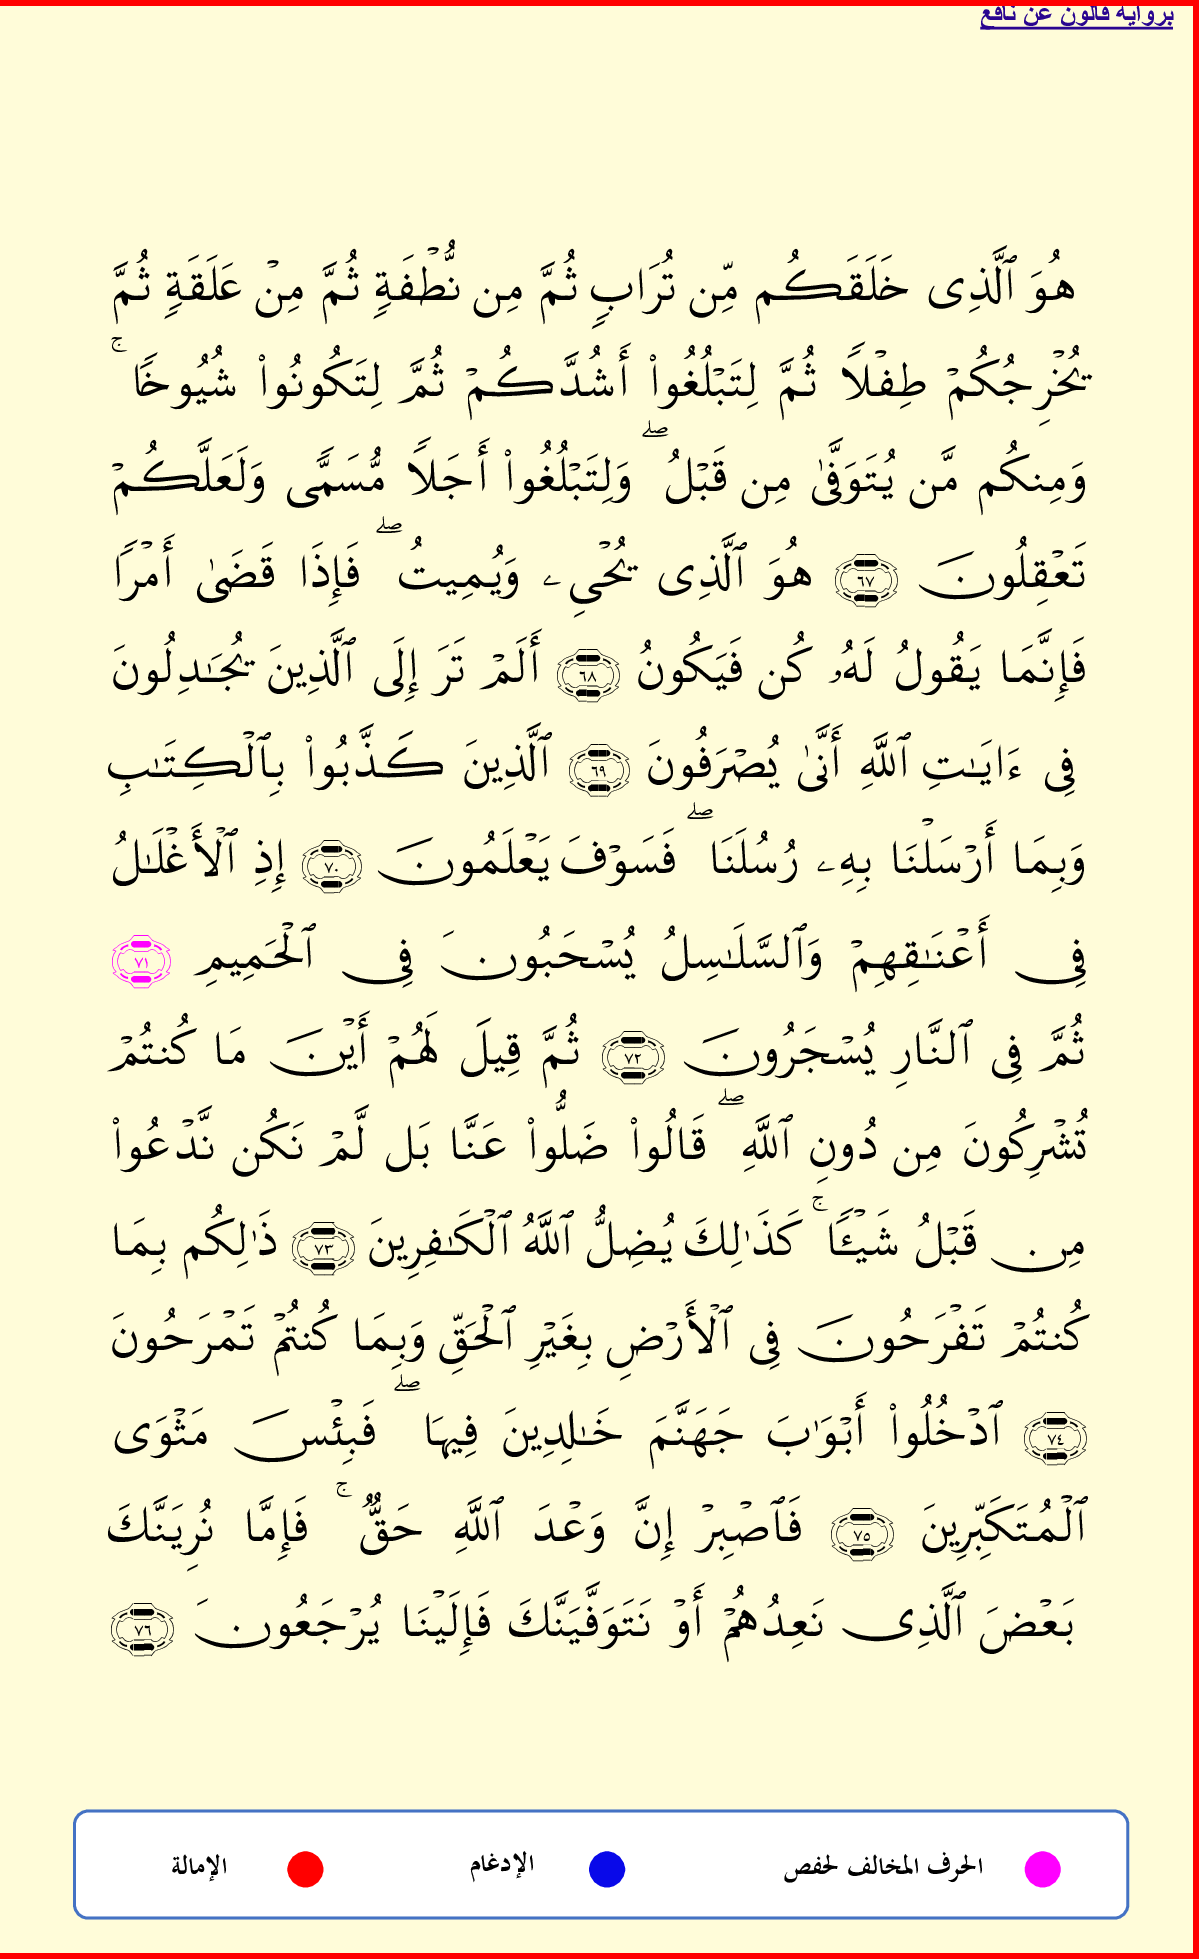 برواية قالون عن نافع
هُوَ ٱلَّذِى خَلَقَكُم مِّن تُرَابٖ ثُمَّ مِن نُّطۡفَةٖ ثُمَّ مِنۡ عَلَقَةٖ ثُمَّ
يُخۡرِجُكُمۡ طِفۡلٗا ثُمَّ لِتَبۡلُغُواْ أَشُدَّكُمۡ ثُمَّ لِتَكُونُواْ شُيُوخٗاۚ
وَمِنكُم مَّن يُتَوَفَّىٰ مِن قَبۡلُۖ وَلِتَبۡلُغُواْ أَجَلٗا مُّسَمّٗى وَلَعَلَّكُمۡ
تَعۡقِلُونَ ٦٧ هُوَ ٱلَّذِى يُحۡىِۦ وَيُمِيتُۖ فَإِذَا قَضَىٰ أَمۡرٗا
فَإِنَّمَا يَقُولُ لَهُۥ كُن فَيَكُونُ ٦٨ أَلَمۡ تَرَ إِلَى ٱلَّذِينَ يُجَٰدِلُونَ
فِى ءَايَٰتِ ٱللَّهِ أَنَّىٰ يُصۡرَفُونَ ٦٩ ٱلَّذِينَ كَذَّبُواْ بِٱلۡكِتَٰبِ
وَبِمَا أَرۡسَلۡنَا بِهِۦ رُسُلَنَاۖ فَسَوۡفَ يَعۡلَمُونَ ٧٠ إِذِ ٱلۡأَغۡلَٰلُ
فِى أَعۡنَٰقِهِمۡ وَٱلسَّلَٰسِلُ يُسۡحَبُونَ فِى ٱلۡحَمِيمِ ٧١
ثُمَّ فِى ٱلنَّارِ يُسۡجَرُونَ ٧٢ ثُمَّ قِيلَ لَهُمۡ أَيۡنَ مَا كُنتُمۡ
تُشۡرِكُونَ مِن دُونِ ٱللَّهِۖ قَالُواْ ضَلُّواْ عَنَّا بَل لَّمۡ نَكُن نَّدۡعُواْ
مِن قَبۡلُ شَيۡـٔٗاۚ كَذَٰلِكَ يُضِلُّ ٱللَّهُ ٱلۡكَٰفِرِينَ ٧٣ ذَٰلِكُم بِمَا
كُنتُمۡ تَفۡرَحُونَ فِى ٱلۡأَرۡضِ بِغَيۡرِ ٱلۡحَقِّ وَبِمَا كُنتُمۡ تَمۡرَحُونَ
٧٤ ٱدۡخُلُواْ أَبۡوَٰبَ جَهَنَّمَ خَٰلِدِينَ فِيهَاۖ فَبِئۡسَ مَثۡوَى
ٱلۡمُتَكَبِّرِينَ ٧٥ فَٱصۡبِرۡ إِنَّ وَعۡدَ ٱللَّهِ حَقّٞۚ فَإِمَّا نُرِيَنَّكَ
بَعۡضَ ٱلَّذِى نَعِدُهُمۡ أَوۡ نَتَوَفَّيَنَّكَ فَإِلَيۡنَا يُرۡجَعُونَ ٧٦
الحرف المخالف لحفص الإدغام الإمالة